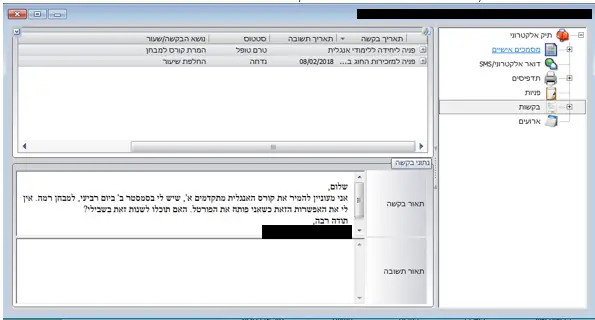 תיק אלקטרוני
מסמכים אישיים
דואר אלקטרוני/SMS
תדפיסים
פניות
בקשות
ארועים
תאריך בקשה תאריך תשובה סטטוס נושא הבקשה/שעור
פניה ליחידה ללימודי אנגלית טרם טופל המרת קורס למבחן
פניה למזכירות החוג ב... 08/02/2018 נדחה החלפת שיעור
נתוני בקשה
תאור בקשה
שלום,
אני מעוניין להמיר את קורס האנגלית מתקדמים א', שיש לי בסמסטר ב' ביום רביעי, למבחן רמה. אין
לי את האפשרות הזאת כשאני פותח את הפורטל. האם תוכלו לשנות זאת בשבילי?
תודה רבה,
תאור תשובה